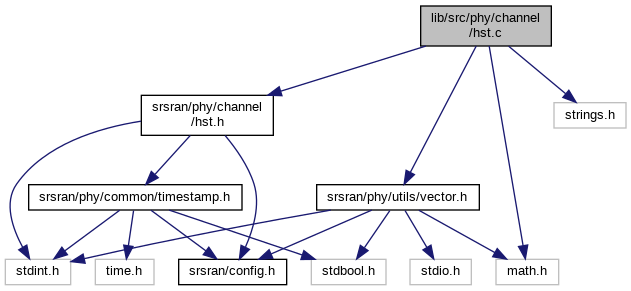 lib/src/phy/channel
/hst.c
srsran/phy/channel
/hst.h
strings.h
srsran/phy/common/timestamp.h
srsran/phy/utils/vector.h
stdint.h
time.h
srsran/config.h
stdbool.h
stdio.h
math.h